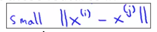 small ||x⁽ⁱ⁾ - x⁽ʲ⁾||